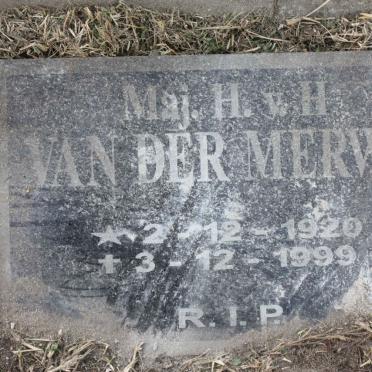 Maj. H. v. H
VAN DER MERW
★ 2 - 12 - 1920
✝ 3 - 12 - 1999
R. I. P.